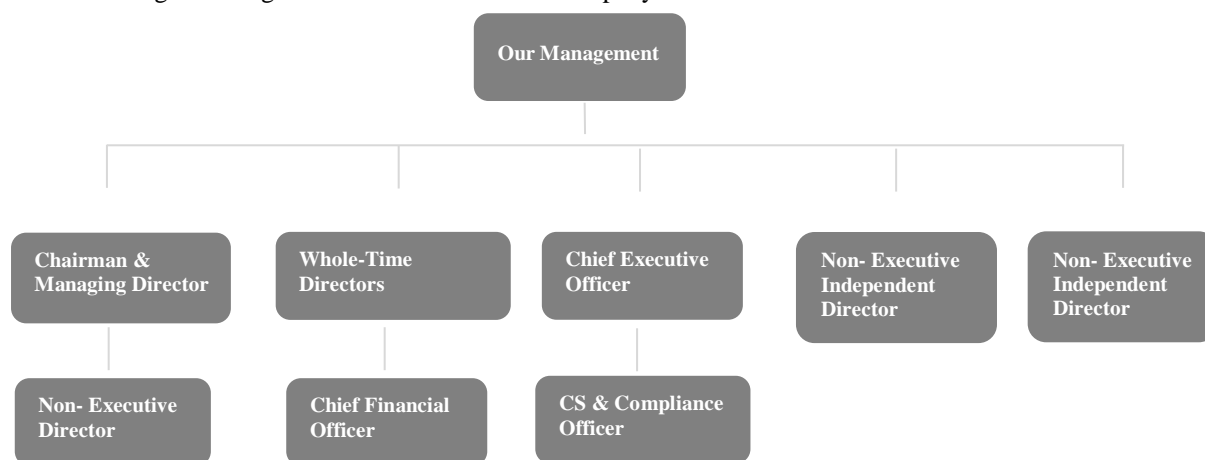 Our Management
Chairman &
Managing Director
Whole-Time
Directors
Chief Executive
Officer
Non- Executive
Independent
Director
Non- Executive
Independent
Director
Non- Executive
Director
Chief Financial
Officer
CS & Compliance
Officer